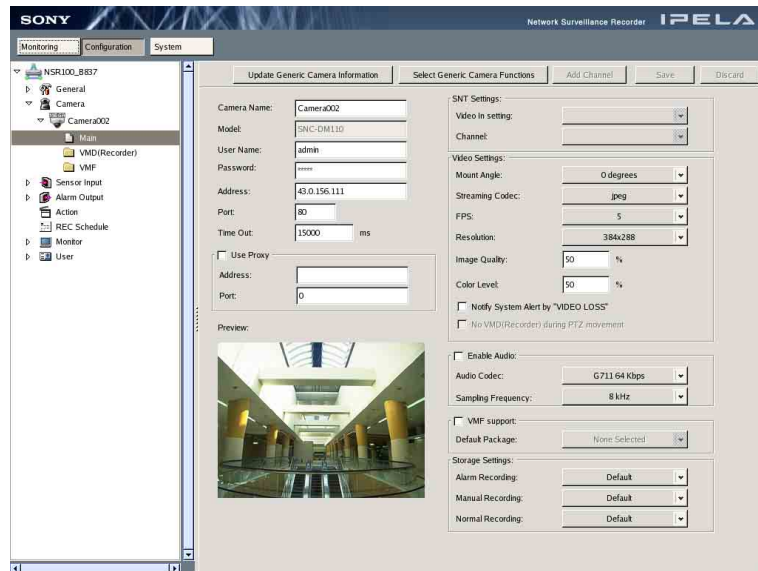 SONY
Network Surveillance Recorder IPELA
Monitoring Configuration System
NSR100_B837
General
Camera
Camera002
Main
VMD(Recorder)
VMF
Sensor Input
Alarm Output
Action
REC Schedule
Monitor
User
Update Generic Camera Information Select Generic Camera Functions Add Channel Save Discard
Camera Name: Camera002
Model: SNC-DM110
User Name: admin
Password: *****
Address: 43.0.156.111
Port: 80
Time Out: 15000 ms
Use Proxy
Address:
Port: 0
Preview:
SNT Settings:
Video In setting:
Channel:
Video Settings:
Mount Angle: 0 degrees
Streaming Codec: jpeg
FPS: 5
Resolution: 384x288
Image Quality: 50 %
Color Level: 50 %
Notify System Alert by "VIDEO LOSS"
No VMD(Recorder) during PTZ movement
Enable Audio:
Audio Codec: G711 64 Kbps
Sampling Frequency: 8 kHz
VMF support:
Default Package: None Selected
Storage Settings:
Alarm Recording: Default
Manual Recording: Default
Normal Recording: Default